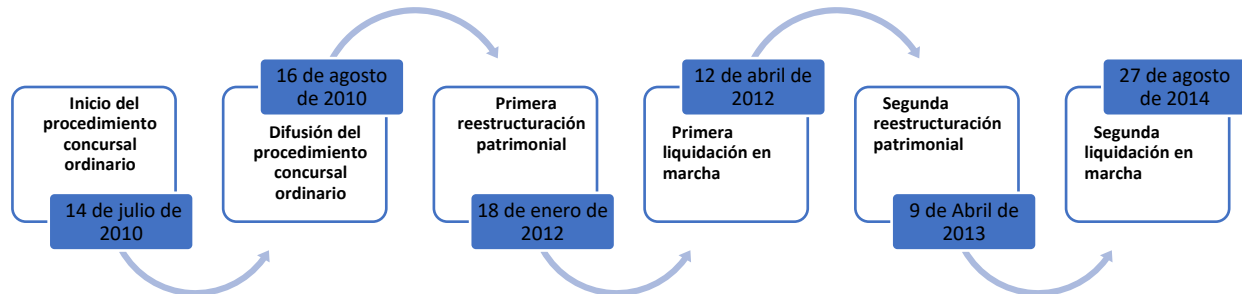 Inicio del
procedimiento
concursal
ordinario
14 de julio de
2010
16 de agosto
de 2010
Difusión del
procedimiento
concursal
ordinario
Primera
reestructuración
patrimonial
18 de enero de
2012
12 de abril de
2012
Primera
liquidación en
marcha
Segunda
reestructuración
patrimonial
9 de Abril de
2013
27 de agosto
de 2014
Segunda
liquidación en
marcha